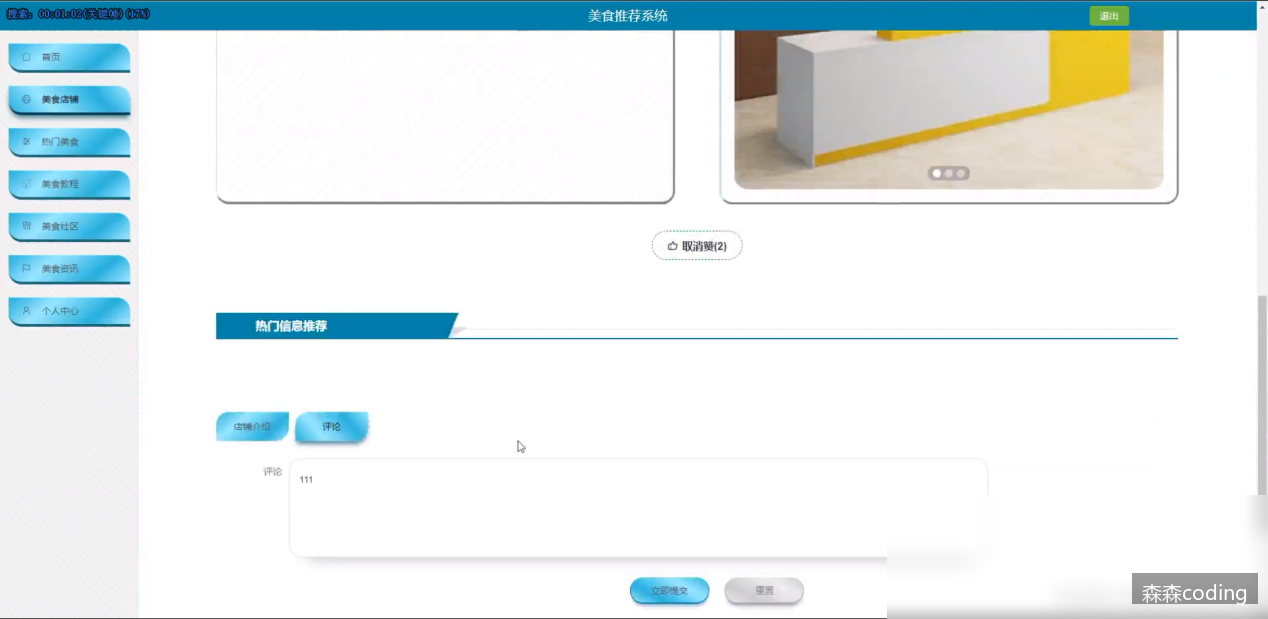 搜索: 00:01:02(关键帧)(17%)
美食推荐系统
退出
首页
美食店铺
热门美食
美食教程
美食社区
美食资讯
个人中心
取消赞(2)
热门信息推荐
店铺介绍
评论
评论
111
立即提交
重置
森森coding